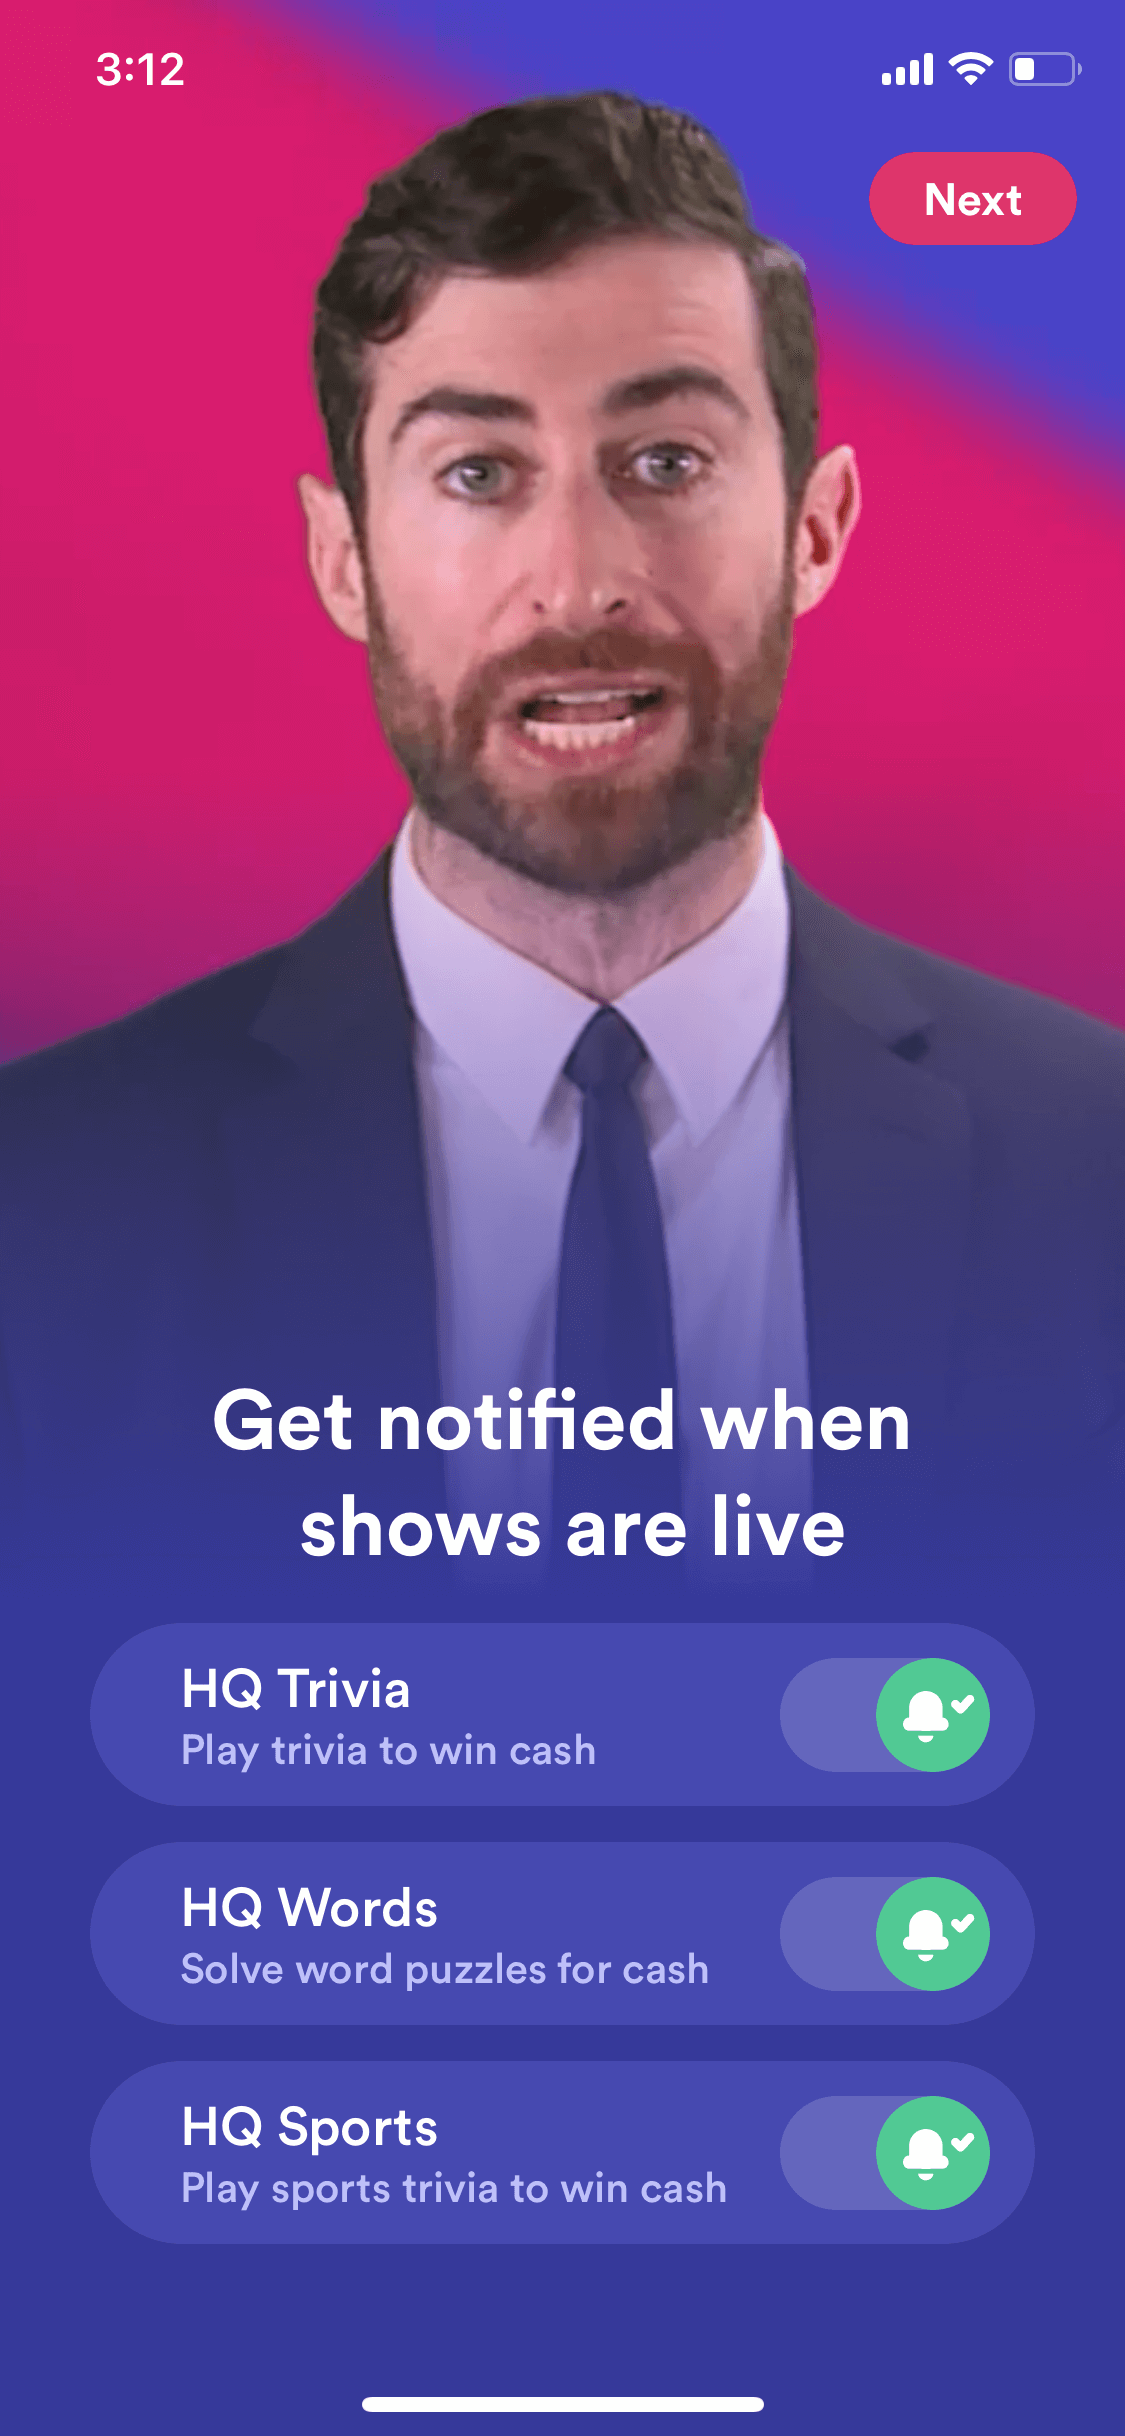 3:12
Next
Get notified when
shows are live
HQ Trivia
Play trivia to win cash
HQ Words
Solve word puzzles for cash
HQ Sports
Play sports trivia to win cash